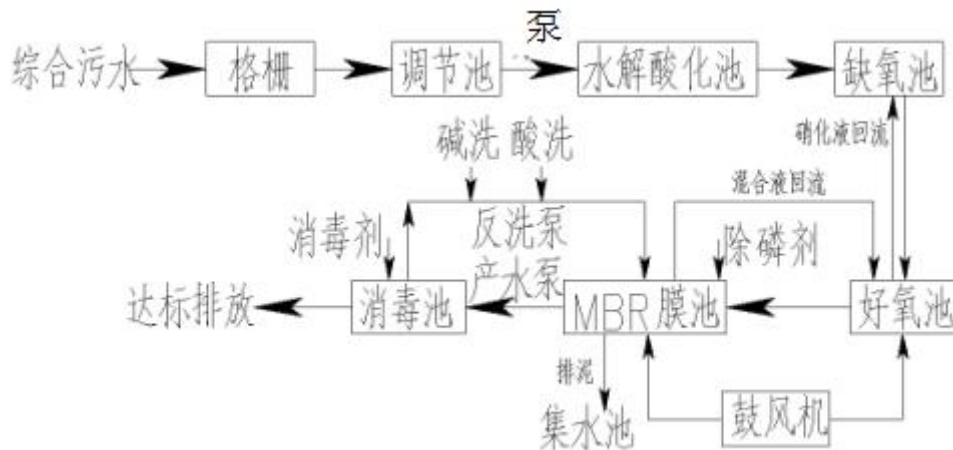 泵
综合污水
格栅
调节池
水解酸化池
缺氧池
碱洗 酸洗
硝化液回流
混合液回流
消毒剂
反洗泵
除磷剂
产水泵
达标排放
消毒池
MBR膜池
好氧池
排泥
集水池
鼓风机